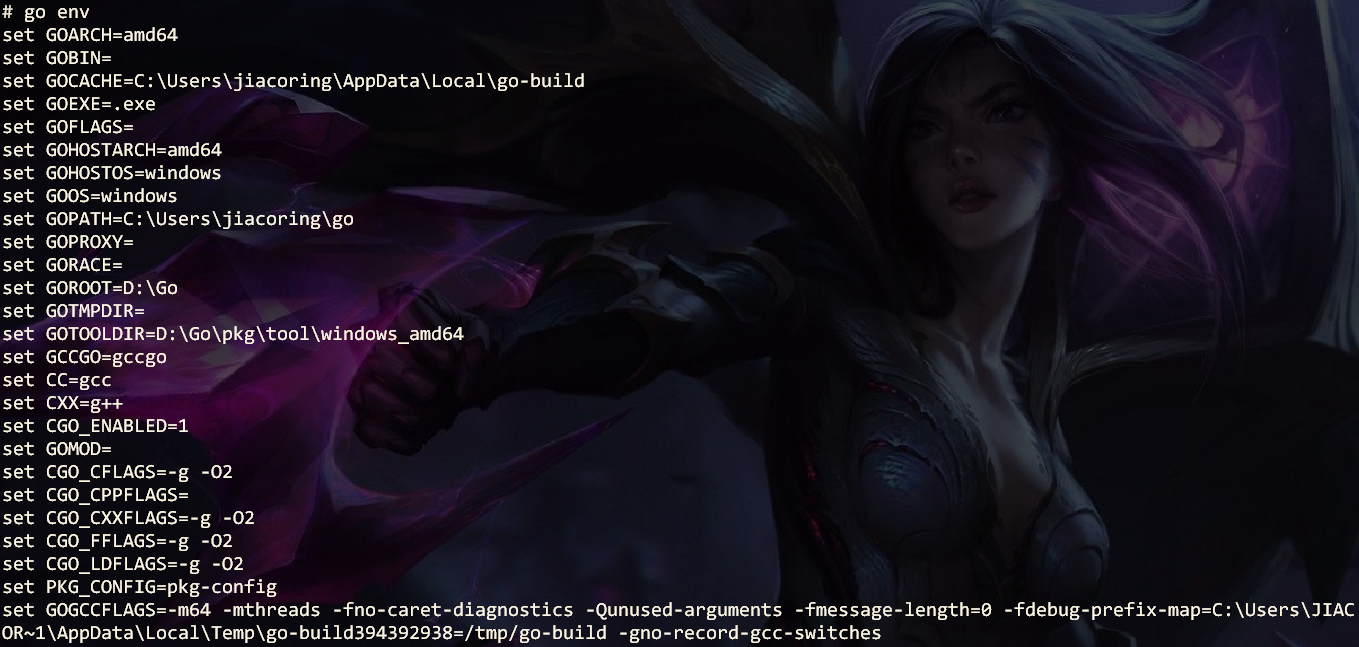 # go env
set GOARCH=amd64
set GOBIN=
set GOCACHE=C:\Users\jiacoring\AppData\Local\go-build
set GOEXE=.exe
set GOFLAGS=
set GOHOSTARCH=amd64
set GOHOSTOS=windows
set GOOS=windows
set GOPATH=C:\Users\jiacoring\go
set GOPROXY=
set GORACE=
set GOROOT=D:\Go
set GOTMPDIR=
set GOTOOLDIR=D:\Go\pkg\tool\windows_amd64
set GCCGO=gccgo
set CC=gcc
set CXX=g++
set CGO_ENABLED=1
set GOMOD=
set CGO_CFLAGS=-g -O2
set CGO_CPPFLAGS=
set CGO_CXXFLAGS=-g -O2
set CGO_FFLAGS=-g -O2
set CGO_LDFLAGS=-g -O2
set PKG_CONFIG=pkg-config
set GOGCCFLAGS=-m64 -mthreads -fno-caret-diagnostics -Qunused-arguments -fmessage-length=0 -fdebug-prefix-map=C:\Users\JIAC
OR~1\AppData\Local\Temp\go-build394392938=/tmp/go-build -gno-record-gcc-switches